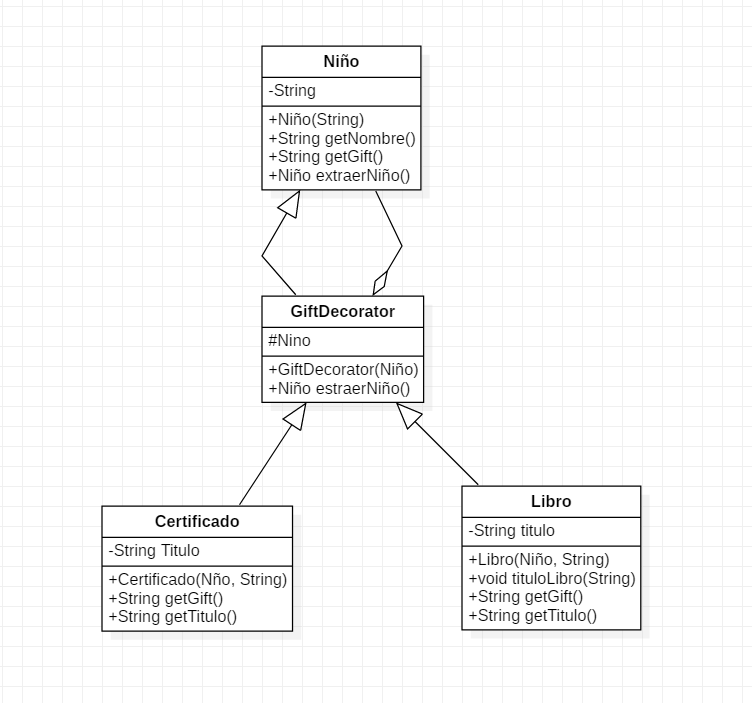 Niño
-String
+Niño(String)
+String getNombre()
+String getGift()
+Niño extraerNiño()
GiftDecorator
#Nino
+GiftDecorator(Niño)
+Niño estraerNiño()
Certificado
-String Titulo
+Certificado(Nño, String)
+String getGift()
+String getTitulo()
Libro
-String titulo
+Libro(Niño, String)
+void tituloLibro(String)
+String getGift()
+String getTitulo()